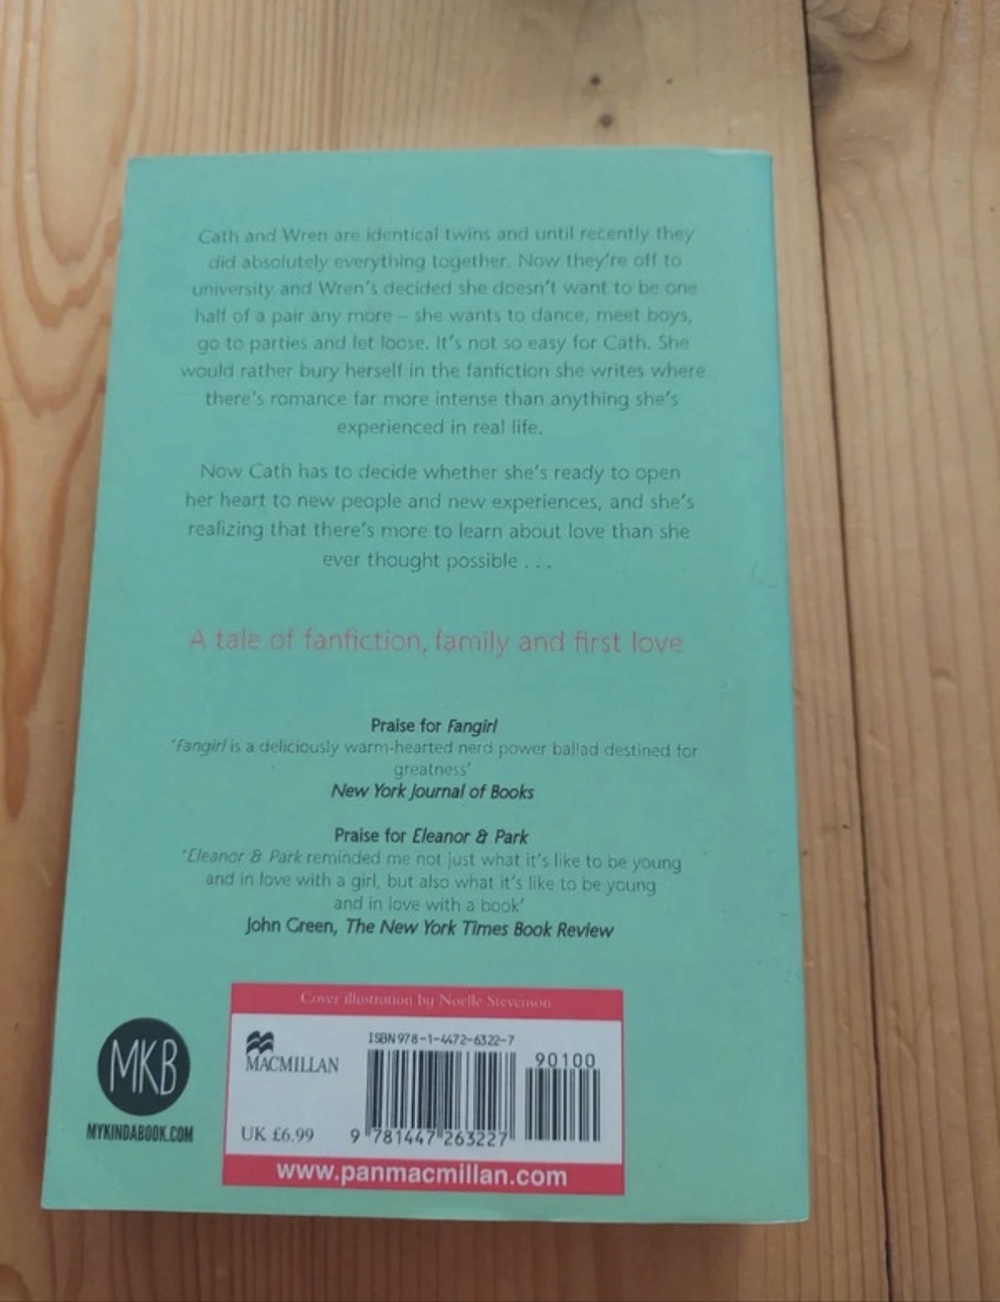 Cath and Wren are identical twins and until recently they
did absolutely everything together. Now they're off to
university and Wren's decided she doesn't want to be one
half of a pair any more – she wants to dance, meet boys,
go to parties and let loose. It's not so easy for Cath. She
would rather bury herself in the fanfiction she writes where
there's romance far more intense than anything she's
experienced in real life.
Now Cath has to decide whether she's ready to open
her heart to new people and new experiences, and she's
realizing that there's more to learn about love than she
ever thought possible . . .
A tale of fanfiction, family and first love
Praise for Fangirl
'Fangirl is a deliciously warm-hearted nerd power ballad destined for
greatness'
New York Journal of Books
Praise for Eleanor & Park
'Eleanor & Park reminded me not just what it's like to be young
and in love with a girl, but also what it's like to be young
and in love with a book'
John Green, The New York Times Book Review
Cover illustration by Noelle Stevenson
MKB
MYKINDABOOK.COM
MACMILLAN
UK £6.99
ISBN 978-1-4472-6322-7
90100
9 781447 263227
www.panmacmillan.com